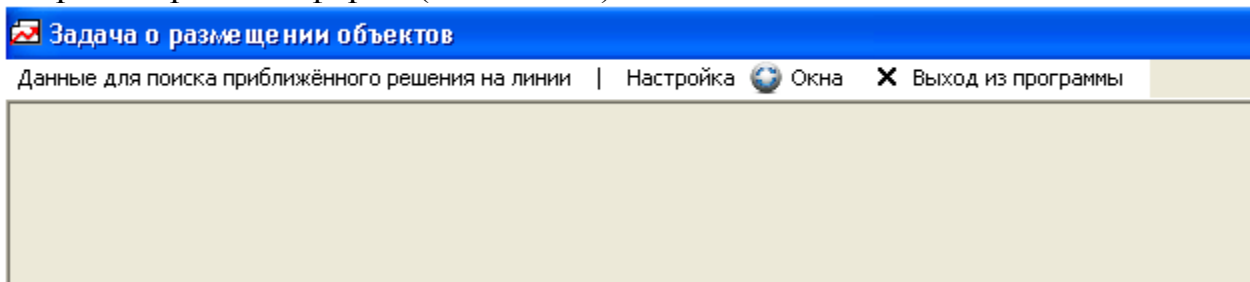 Задача о размещении объектов
Данные для поиска приближённого решения на линии | Настройка Окна Выход из программы